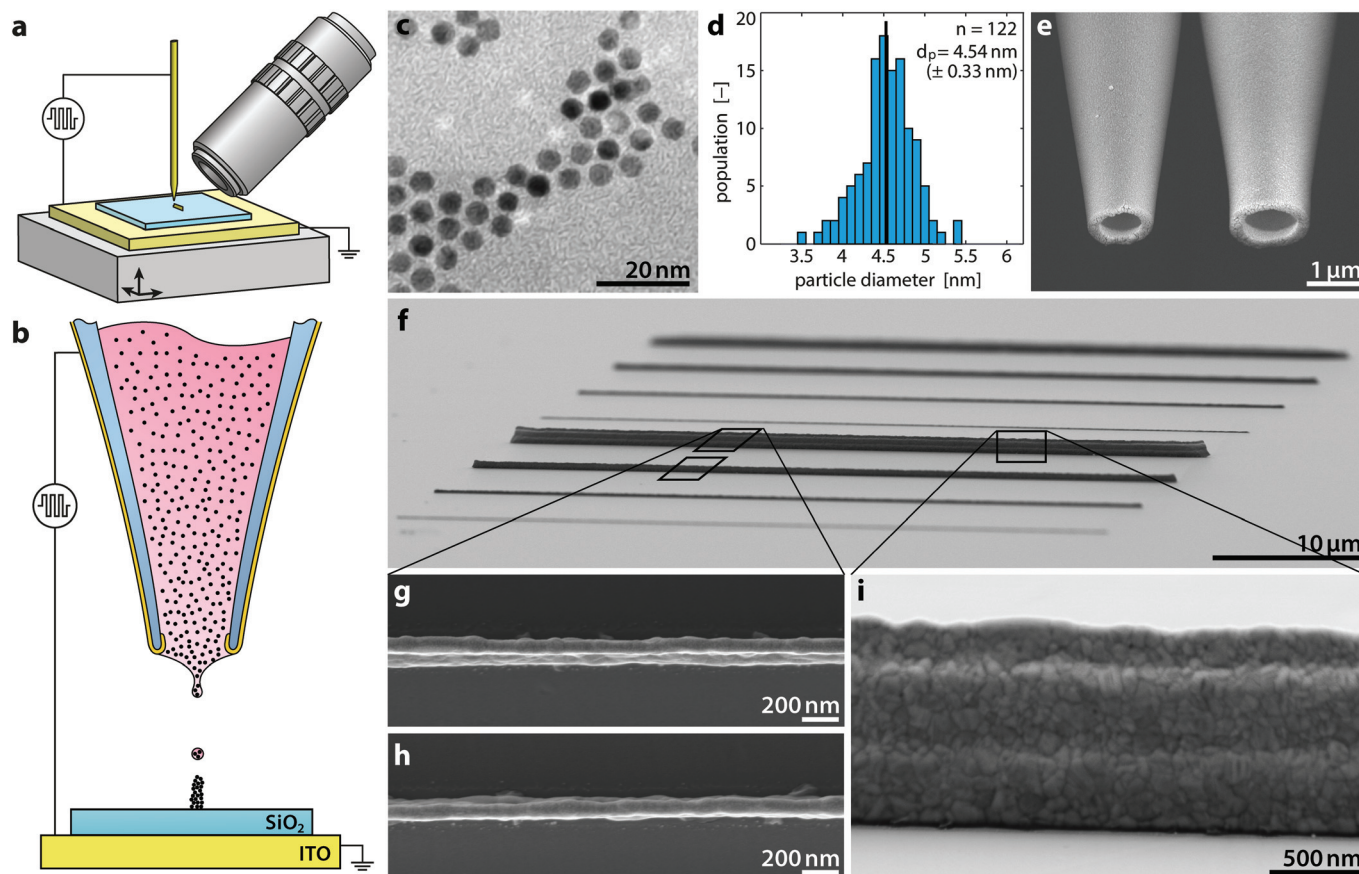 a
b
SiO₂
ITO
c
20 nm
d
n = 122
dₚ = 4.54 nm
(± 0.33 nm)
population [–]
20
15
10
5
0
3.5 4 4.5 5 5.5 6
particle diameter [nm]
e
1 µm
f
10 µm
g
200 nm
h
200 nm
i
500 nm